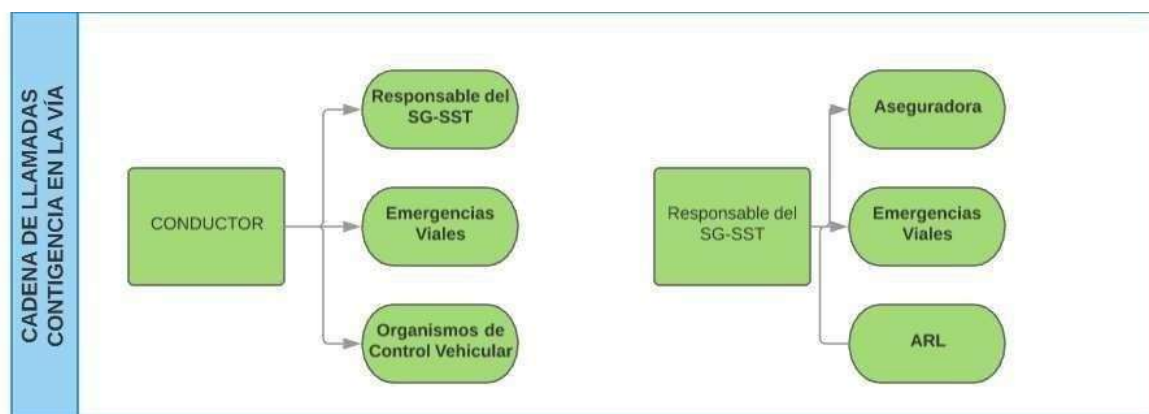 CADENA DE LLAMADAS
CONTIGENCIA EN LA VÍA
CONDUCTOR
Responsable del
SG-SST
Emergencias
Viales
Organismos de
Control Vehicular
Responsable del
SG-SST
Aseguradora
Emergencias
Viales
ARL